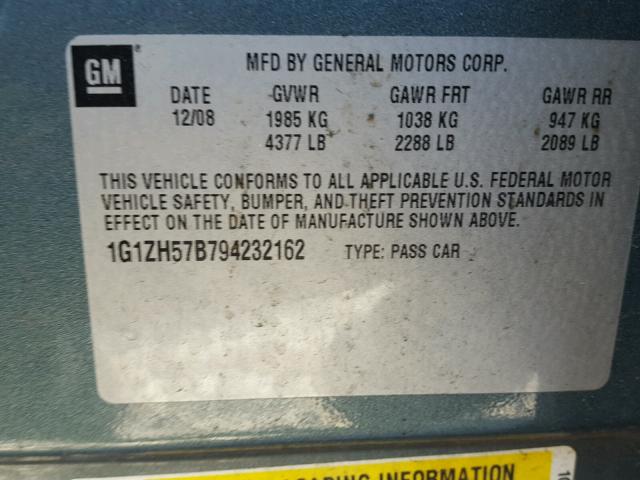 GM
MFD BY GENERAL MOTORS CORP.
DATE GVWR GAWR FRT GAWR RR
12/08 1985 KG 1038 KG 947 KG
4377 LB 2288 LB 2089 LB
THIS VEHICLE CONFORMS TO ALL APPLICABLE U.S. FEDERAL MOTOR
VEHICLE SAFETY, BUMPER, AND THEFT PREVENTION STANDARDS IN
EFFECT ON THE DATE OF MANUFACTURE SHOWN ABOVE.
1G1ZH57B794232162 TYPE: PASS CAR
LOADING INFORMATION